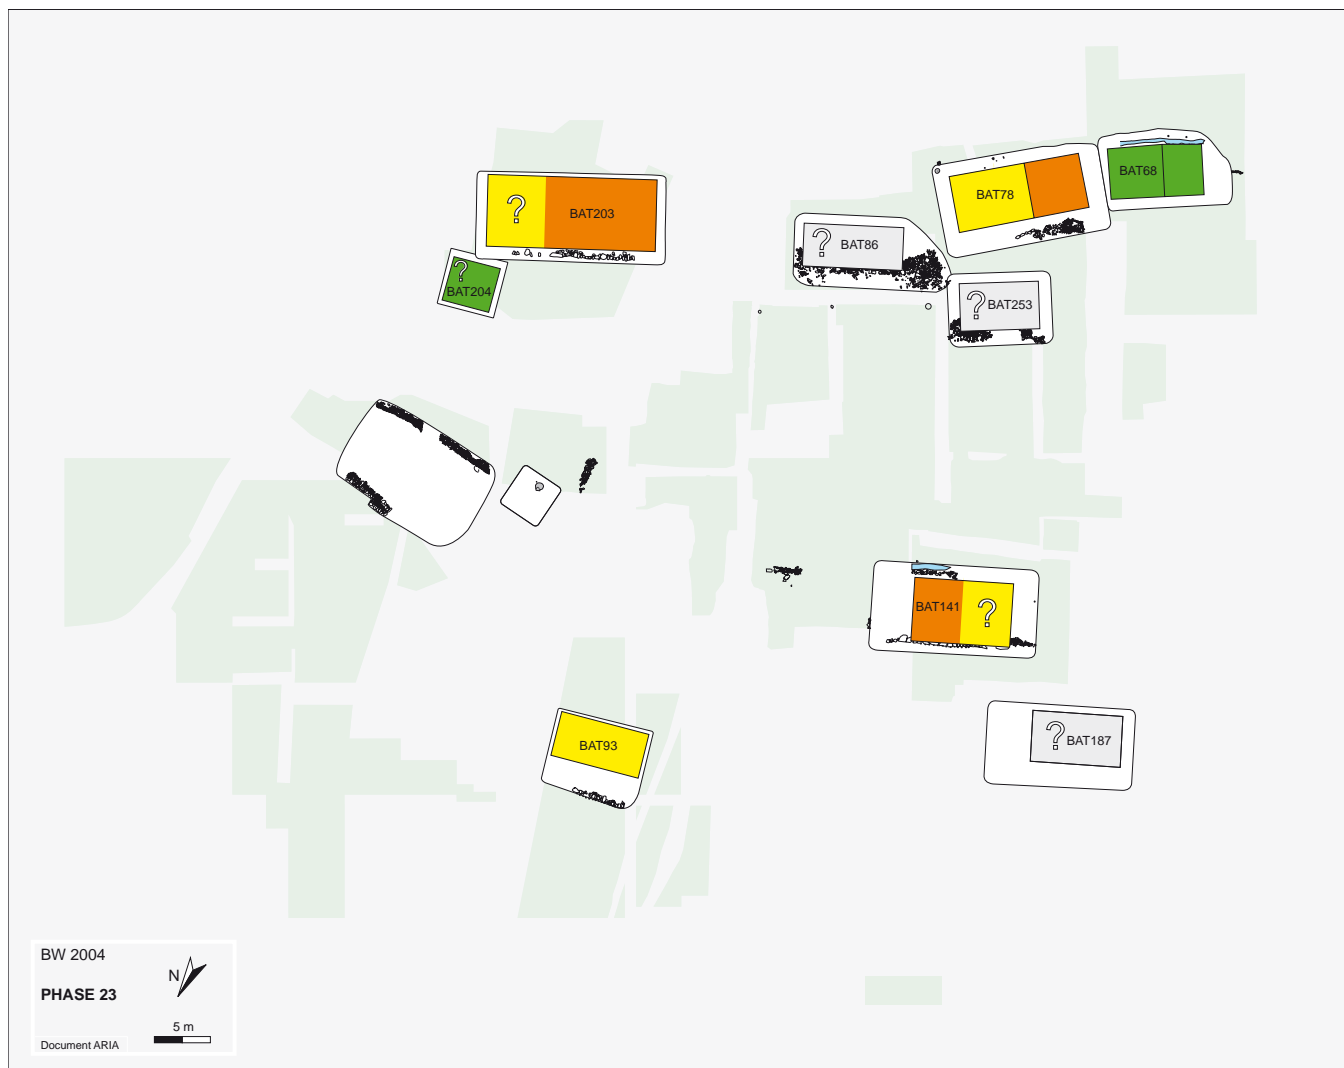 BAT68
BAT78
?
BAT203
?
BAT86
?
BAT204
?
BAT253
BAT141
?
?
BAT187
BAT93
BW 2004
N
PHASE 23
5 m
Document ARIA